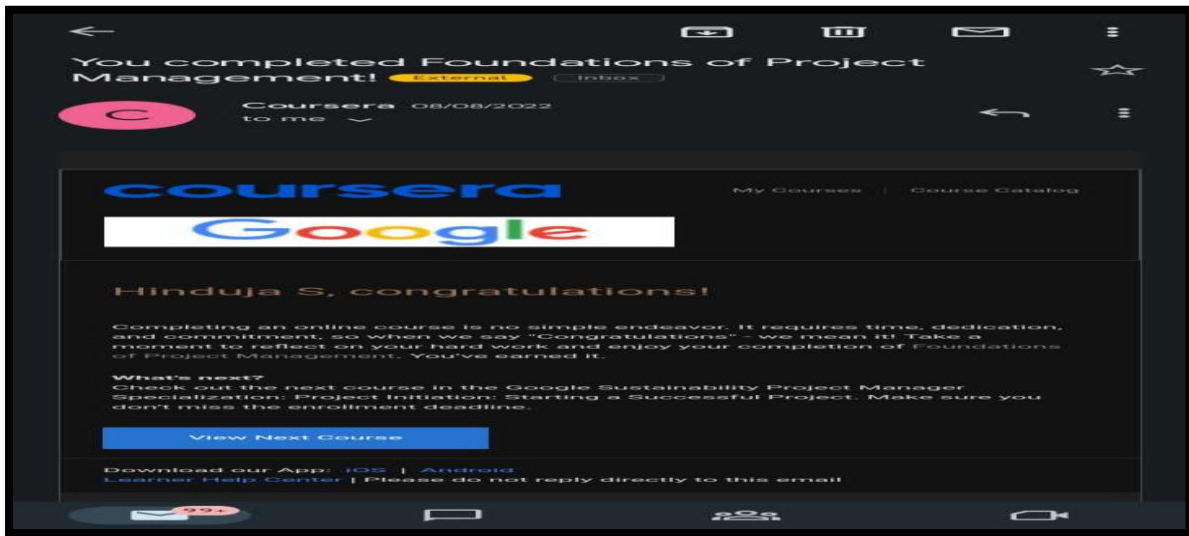 You completed Foundations of Project
Management! External Inbox
Coursera 08/08/2022
to me
C
coursera My Courses | Course Catalog
Google
Hinduja S, congratulations!
Completing an online course is no simple endeavor. It requires time, dedication,
and commitment, so when we say "Congratulations" - we mean it! Take a
moment to reflect on your hard work and enjoy your completion of Foundations
of Project Management. You've earned it.
What's next?
Check out the next course in the Google Sustainability Project Manager
Specialization: Project Initiation: Starting a Successful Project. Make sure you
don't miss the enrollment deadline.
View Next Course
Download our App: iOS | Android
Learner Help Center | Please do not reply directly to this email
99+